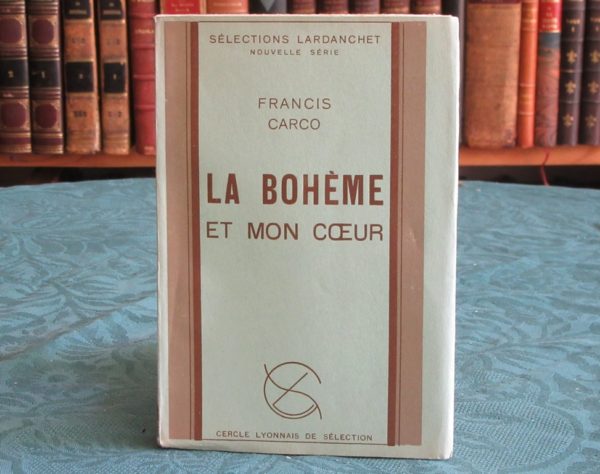 SÉLECTIONS LARDANCHET
NOUVELLE SÉRIE
FRANCIS
CARCO
LA BOHÈME
ET MON CŒUR
CERCLE LYONNAIS DE SÉLECTION